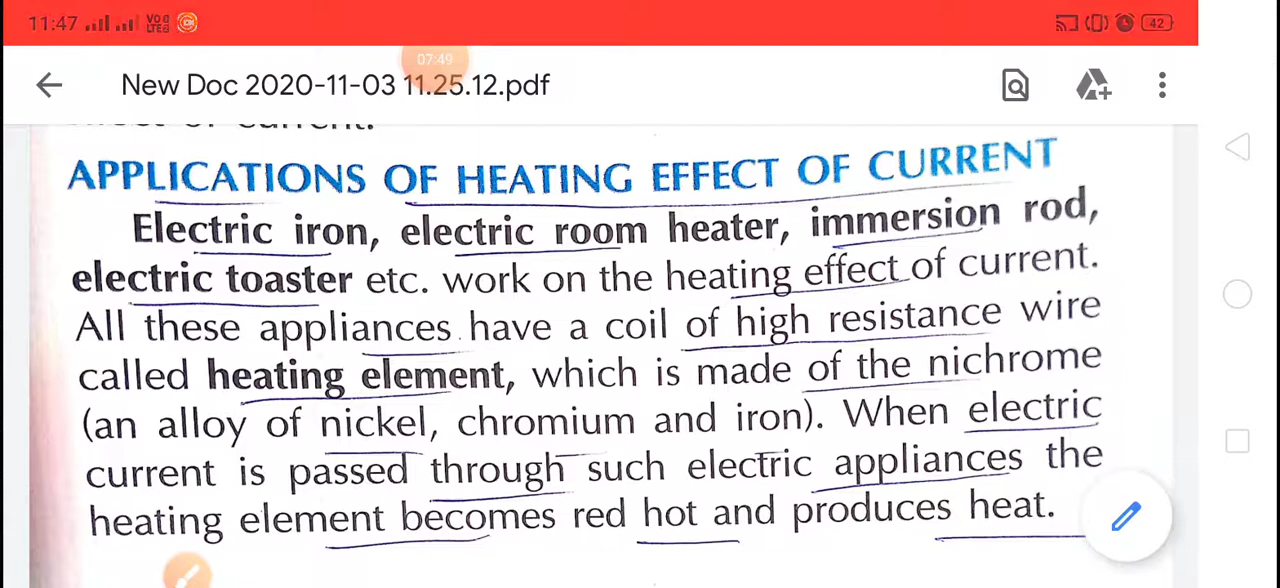 11:47 VoD LTE 42
07:49
New Doc 2020-11-03 11.25.12.pdf
APPLICATIONS OF HEATING EFFECT OF CURRENT
Electric iron, electric room heater, immersion rod,
electric toaster etc. work on the heating effect of current.
All these appliances have a coil of high resistance wire
called heating element, which is made of the nichrome
(an alloy of nickel, chromium and iron). When electric
current is passed through such electric appliances the
heating element becomes red hot and produces heat.